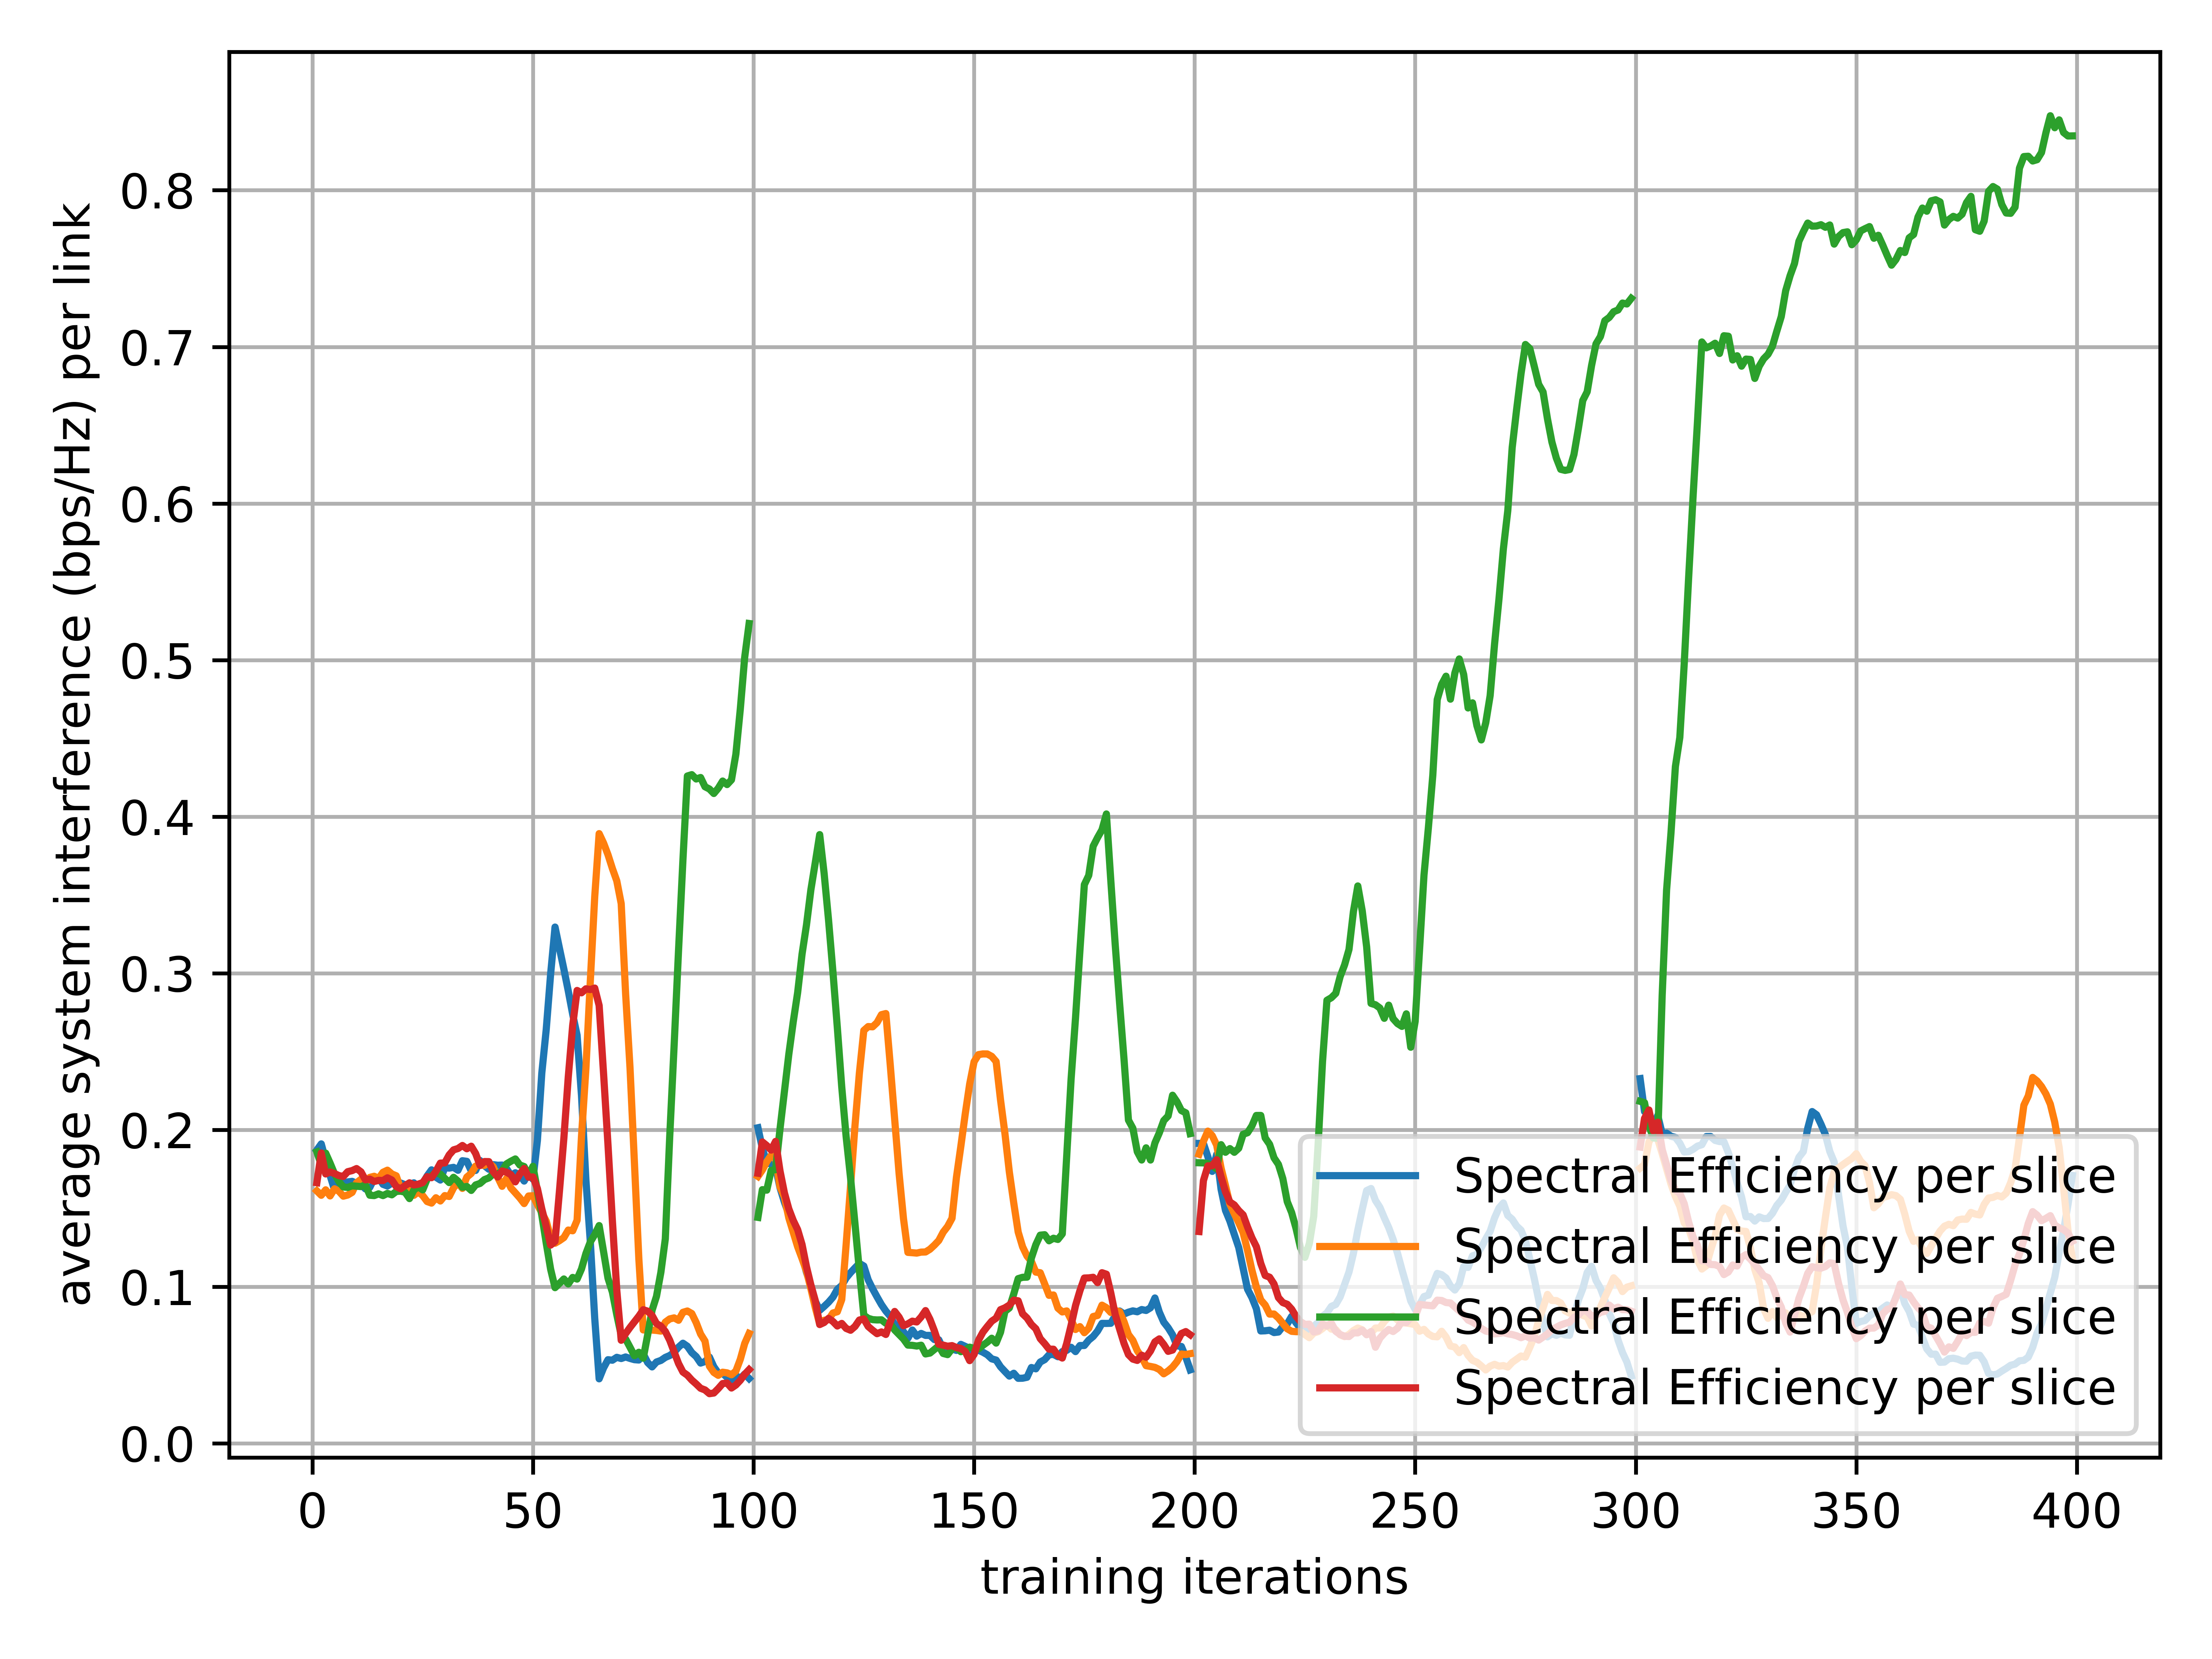 average system interference (bps/Hz) per link
0.8
0.7
0.6
0.5
0.4
0.3
0.2
0.1
0.0
Spectral Efficiency per slice
Spectral Efficiency per slice
Spectral Efficiency per slice
Spectral Efficiency per slice
0 50 100 150 200 250 300 350 400
training iterations